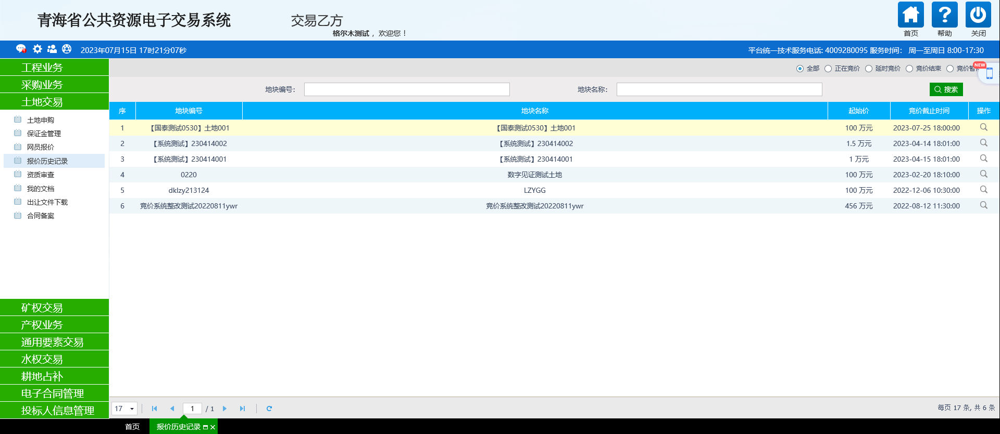 青海省公共资源电子交易系统
交易乙方
格尔木测试，欢迎您！
首页
帮助
关闭
2023年07月15日 17时21分07秒
平台统一技术服务电话: 4009280095 服务时间： 周一至周日 8:00-17:30
工程业务
采购业务
土地交易
土地申购
保证金管理
网员报价
报价历史记录
资质审查
我的文档
出让文件下载
合同备案
矿权交易
产权业务
通用要素交易
水权交易
耕地占补
电子合同管理
投标人信息管理
全部 正在竞价 延时竞价 竞价结束 竞价暂
NEW
地块编号： 地块名称： 搜索
序 地块编号 地块名称 起始价 竞价截止时间 操作
1 【国泰测试0530】土地001 【国泰测试0530】土地001 100 万元 2023-07-25 18:00:00
2 【系统测试】230414002 【系统测试】230414002 1.5 万元 2023-04-14 18:01:00
3 【系统测试】230414001 【系统测试】230414001 1 万元 2023-04-15 18:01:00
4 0220 数字见证测试土地 100 万元 2023-02-20 18:10:00
5 dklzy213124 LZYGG 100 万元 2022-12-06 10:30:00
6 竞价系统整改测试20220811ywr 竞价系统整改测试20220811ywr 456 万元 2022-08-12 11:30:00
17 1 / 1 每页 17 条, 共 6 条
首页 报价历史记录